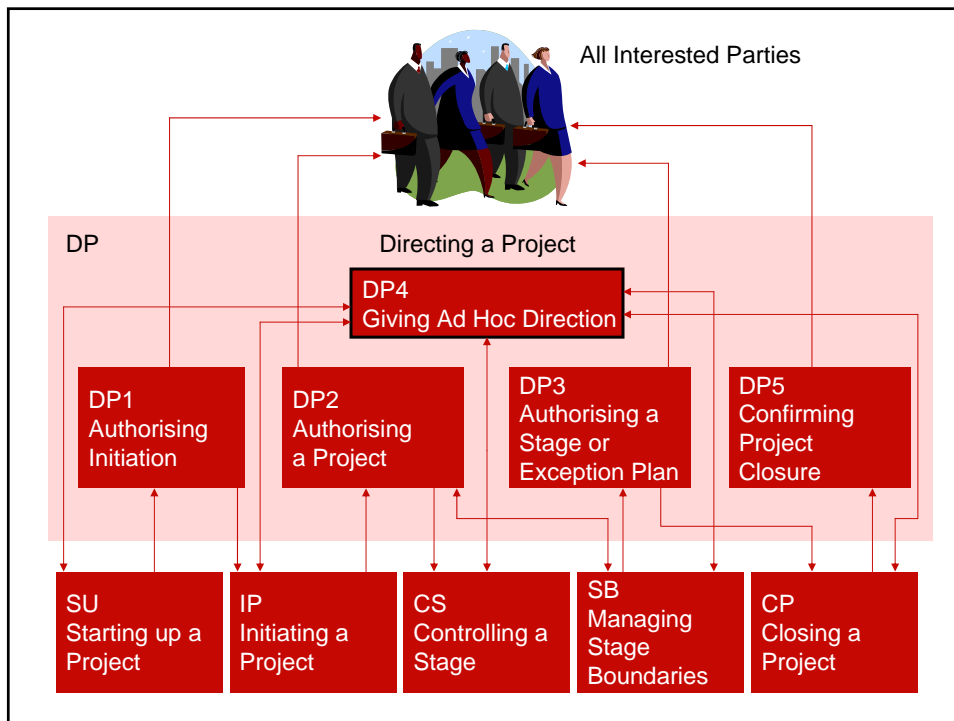 All Interested Parties
DP
Directing a Project
DP4
Giving Ad Hoc Direction
DP1
Authorising
Initiation
DP2
Authorising
a Project
DP3
Authorising a
Stage or
Exception Plan
DP5
Confirming
Project
Closure
SU
Starting up a
Project
IP
Initiating a
Project
CS
Controlling a
Stage
SB
Managing
Stage
Boundaries
CP
Closing a
Project